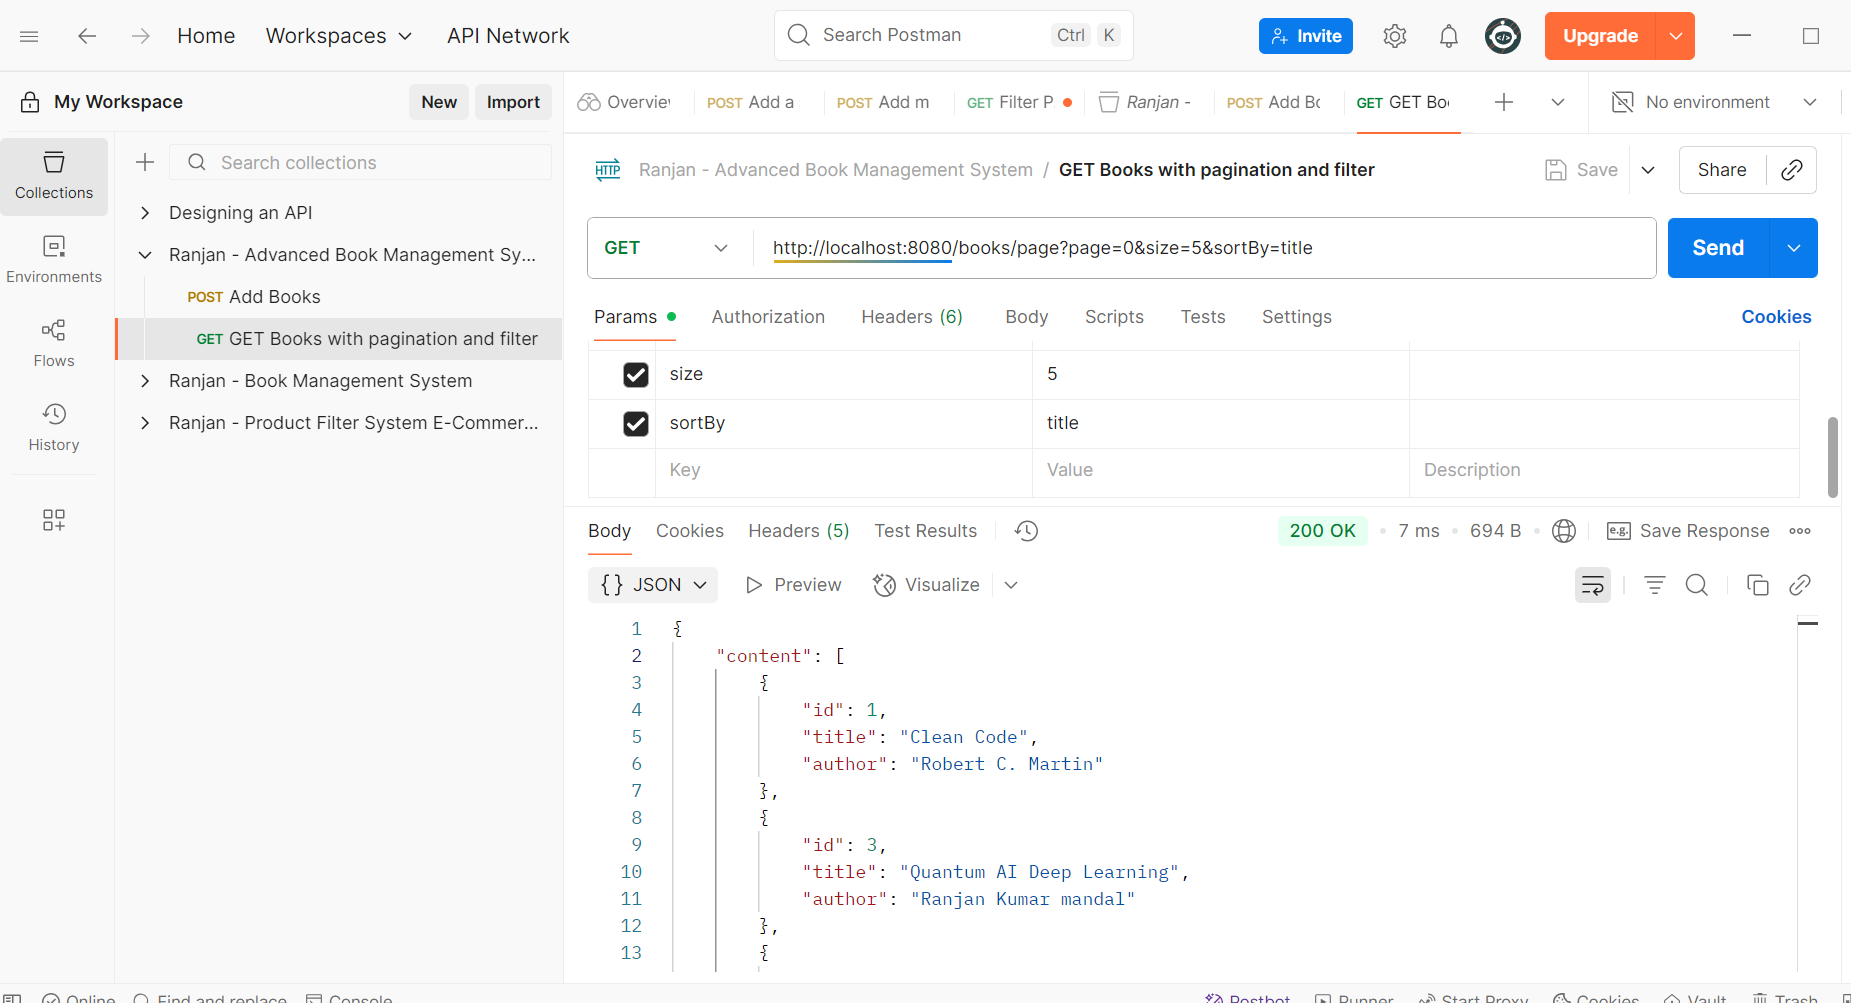 Home Workspaces API Network Search Postman Ctrl K Invite Upgrade
My Workspace New Import Overvie POST Add a POST Add m GET Filter P Ranjan - POST Add Bo GET GET Boo No environment
Search collections
Collections
Environments
Flows
History
Designing an API
Ranjan - Advanced Book Management Sy...
POST Add Books
GET GET Books with pagination and filter
Ranjan - Book Management System
Ranjan - Product Filter System E-Commer...
HTTP Ranjan - Advanced Book Management System / GET Books with pagination and filter Save Share
GET http://localhost:8080/books/page?page=0&size=5&sortBy=title Send
Params Authorization Headers (6) Body Scripts Tests Settings Cookies
size 5
sortBy title
Key Value Description
Body Cookies Headers (5) Test Results 200 OK 7 ms 694 B e.g. Save Response
{} JSON Preview Visualize
1 {
2 "content": [
3 {
4 "id": 1,
5 "title": "Clean Code",
6 "author": "Robert C. Martin"
7 },
8 {
9 "id": 3,
10 "title": "Quantum AI Deep Learning",
11 "author": "Ranjan Kumar mandal"
12 },
13 {
Online Find and replace Console Postbot Runner Start Proxy Cookies Vault Trash